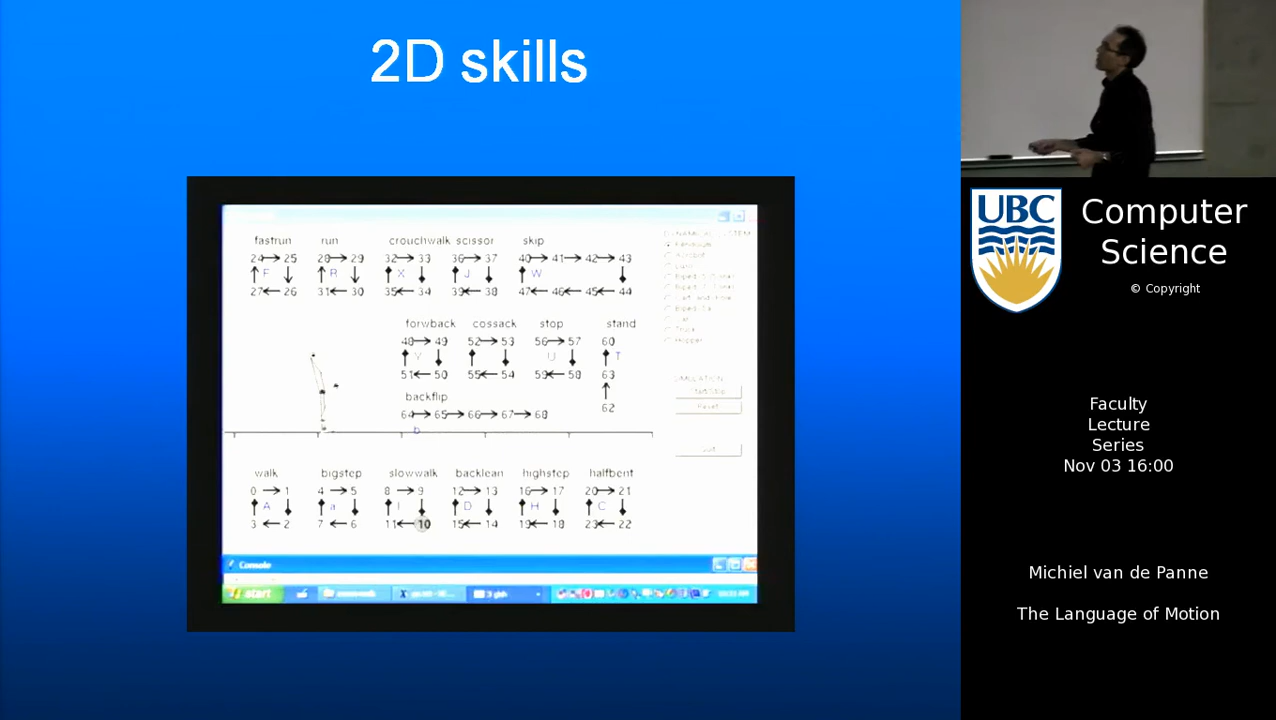 2D skills
fastrun run crouchwalk scissor skip
24 25 28 29 32 33 36 37 40 41 42 43
F R X J W
27 26 31 30 35 34 39 38 47 46 45 44
forwback cossack stop stand
48 49 52 53 56 57 60
Y U T
51 50 55 54 59 58 63
62
backflip
64 65 66 67 68
b
walk bigstep slowwalk backlean highstep halfbent
0 1 4 5 8 9 12 13 16 17 20 21
A a l D H C
3 2 7 6 11 10 15 14 19 18 23 22
SIMULATION
Start/Stop
Reset
Quit
Console
start
UBC
Computer
Science
© Copyright
Faculty
Lecture
Series
Nov 03 16:00
Michiel van de Panne
The Language of Motion